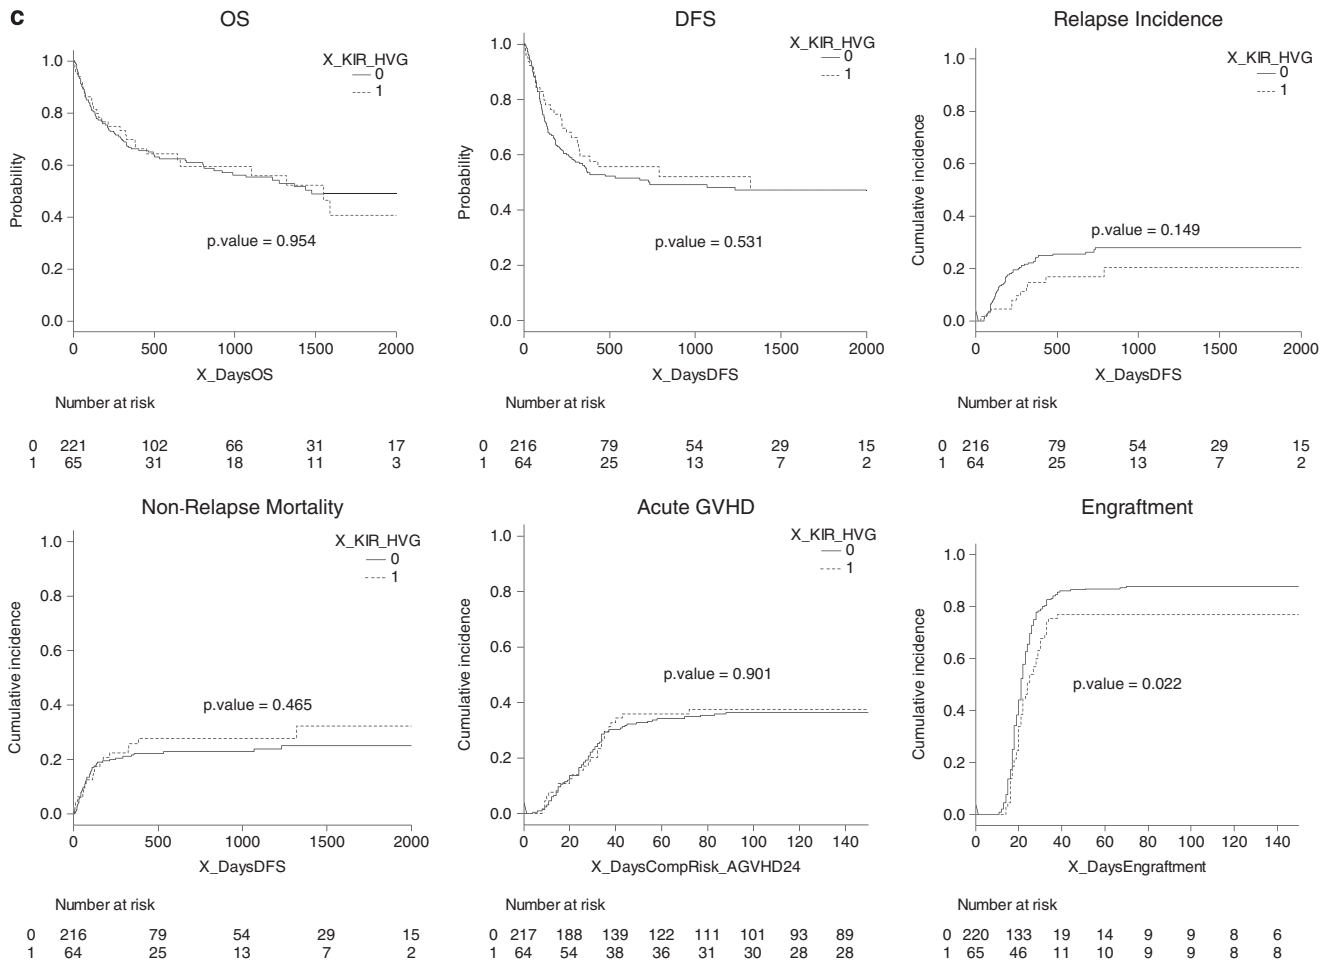 c
OS
X_KIR_HVG
0
1
1.0
0.8
0.6
0.4
0.2
0.0
Probability
p.value = 0.954
0 500 1000 1500 2000
X_DaysOS
Number at risk
0 221 102 66 31 17
1 65 31 18 11 3
DFS
X_KIR_HVG
0
1
1.0
0.8
0.6
0.4
0.2
0.0
Probability
p.value = 0.531
0 500 1000 1500 2000
X_DaysDFS
Number at risk
0 216 79 54 29 15
1 64 25 13 7 2
Relapse Incidence
X_KIR_HVG
0
1
1.0
0.8
0.6
0.4
0.2
0.0
Cumulative incidence
p.value = 0.149
0 500 1000 1500 2000
X_DaysDFS
Number at risk
0 216 79 54 29 15
1 64 25 13 7 2
Non-Relapse Mortality
X_KIR_HVG
0
1
1.0
0.8
0.6
0.4
0.2
0.0
Cumulative incidence
p.value = 0.465
0 500 1000 1500 2000
X_DaysDFS
Number at risk
0 216 79 54 29 15
1 64 25 13 7 2
Acute GVHD
X_KIR_HVG
0
1
1.0
0.8
0.6
0.4
0.2
0.0
Cumulative incidence
p.value = 0.901
0 20 40 60 80 100 120 140
X_DaysCompRisk_AGVHD24
Number at risk
0 217 188 139 122 111 101 93 89
1 64 54 38 36 31 30 28 28
Engraftment
1.0
0.8
0.6
0.4
0.2
0.0
Cumulative incidence
p.value = 0.022
0 20 40 60 80 100 120 140
X_DaysEngraftment
Number at risk
0 220 133 19 14 9 9 8 6
1 65 46 11 10 9 9 8 8